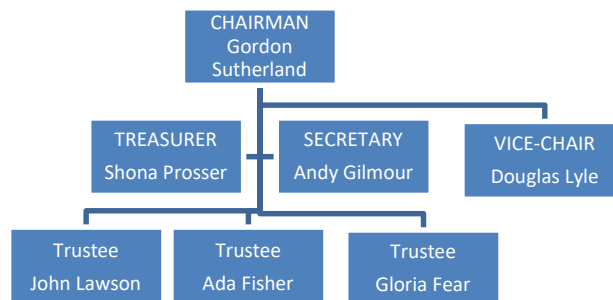 CHAIRMAN
Gordon
Sutherland
TREASURER
Shona Prosser
SECRETARY
Andy Gilmour
VICE-CHAIR
Douglas Lyle
Trustee
John Lawson
Trustee
Ada Fisher
Trustee
Gloria Fear